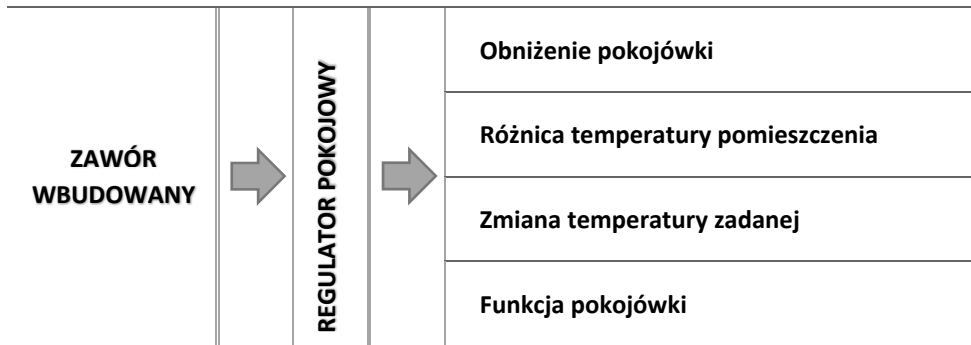 ZAWÓR
WBUDOWANY
REGULATOR POKOJOWY
Obniżenie pokojówki
Różnica temperatury pomieszczenia
Zmiana temperatury zadanej
Funkcja pokojówki